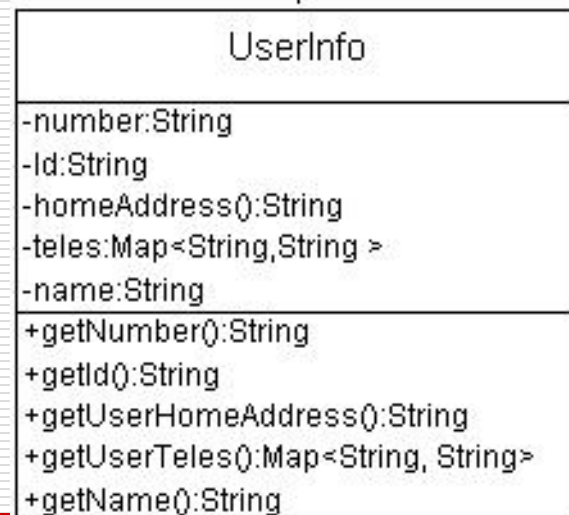 UserInfo
-number:String
-Id:String
-homeAddress():String
-teles:Map<String,String >
-name:String
+getNumber():String
+getId():String
+getUserHomeAddress():String
+getUserTeles():Map<String, String>
+getName():String